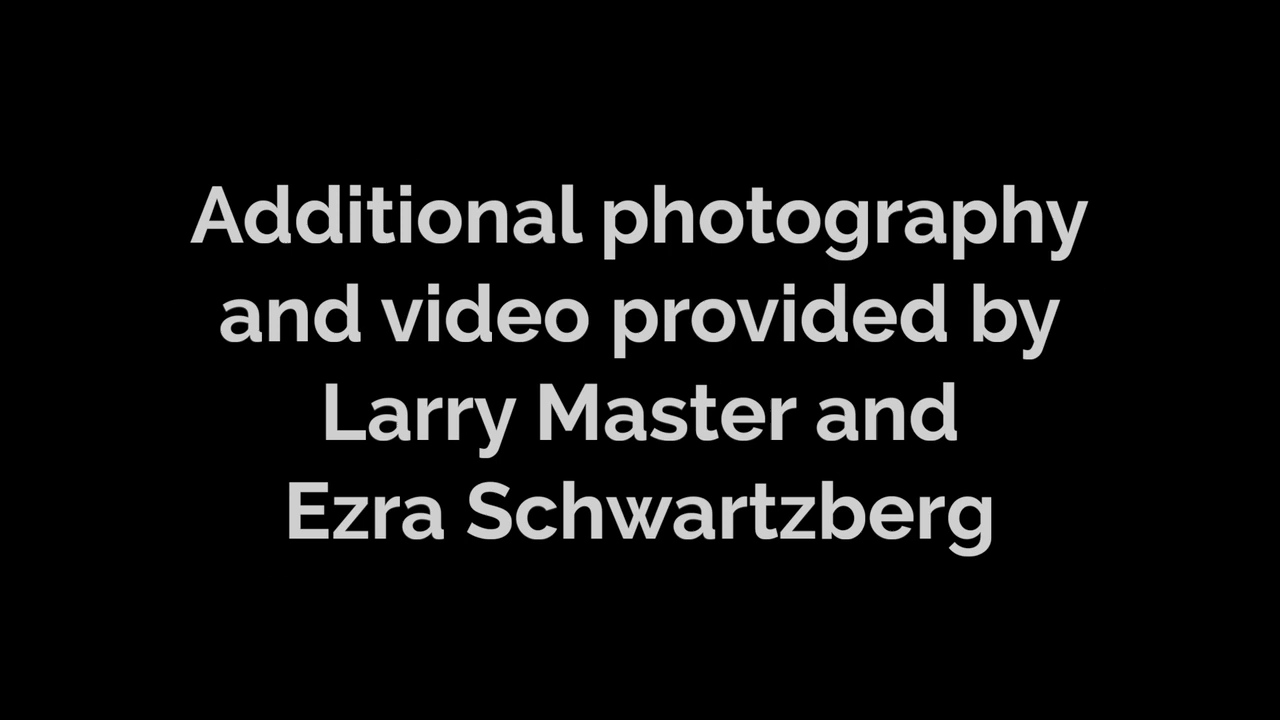 Additional photography
and video provided by
Larry Master and
Ezra Schwartzberg